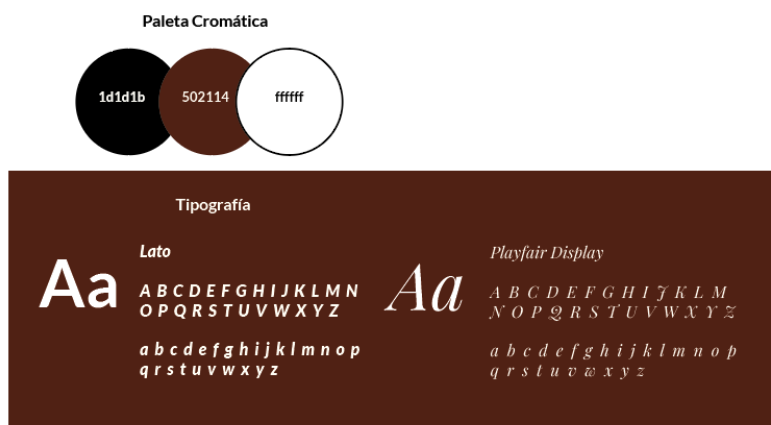 Paleta Cromática
1d1d1b 502114 ffffff
Tipografía
Aa
Lato
A B C D E F G H I J K L M N
O P Q R S T U V W X Y Z
a b c d e f g h i j k l m n o p
q r s t u v w x y z
Aa
Playfair Display
A B C D E F G H I J K L M
N O P Q R S T U V W X Y Z
a b c d e f g h i j k l m n o p
q r s t u v w x y z